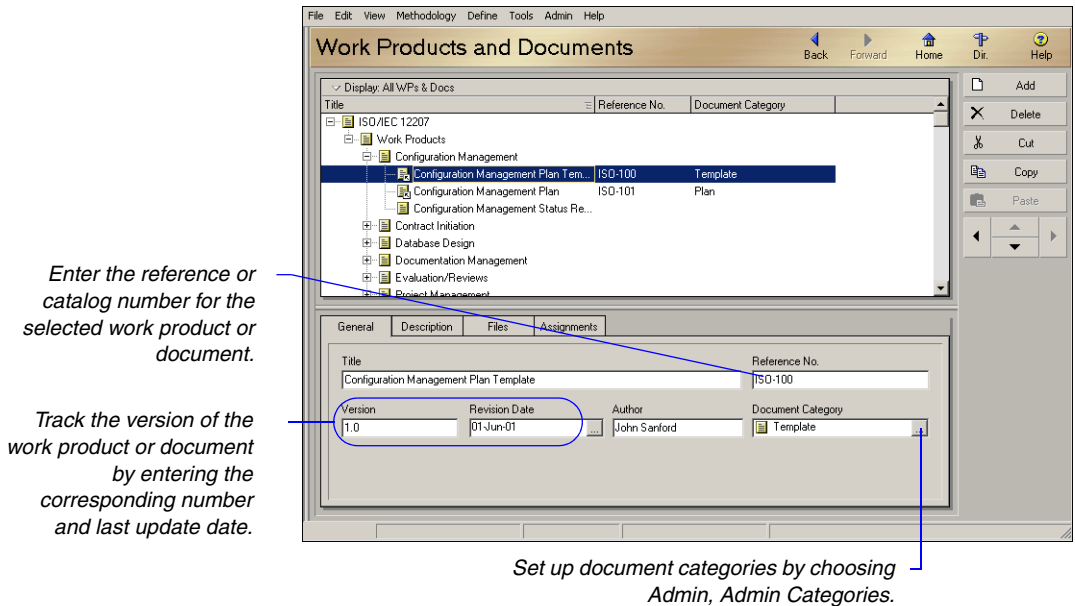 File Edit View Methodology Define Tools Admin Help
Work Products and Documents
Back Forward Home Dir. Help
Display: All WPs & Docs
Title Reference No. Document Category
ISO/IEC 12207
Work Products
Configuration Management
Configuration Management Plan Tem... ISO-100 Template
Configuration Management Plan ISO-101 Plan
Configuration Management Status Re...
Contract Initiation
Database Design
Documentation Management
Evaluation/Reviews
Project Management
Add
Delete
Cut
Copy
Paste
General Description Files Assignments
Title Reference No.
Configuration Management Plan Template ISO-100
Version Revision Date Author Document Category
1.0 01-Jun-01 ... John Sanford Template ...
Enter the reference or
catalog number for the
selected work product or
document.
Track the version of the
work product or document
by entering the
corresponding number
and last update date.
Set up document categories by choosing
Admin, Admin Categories.